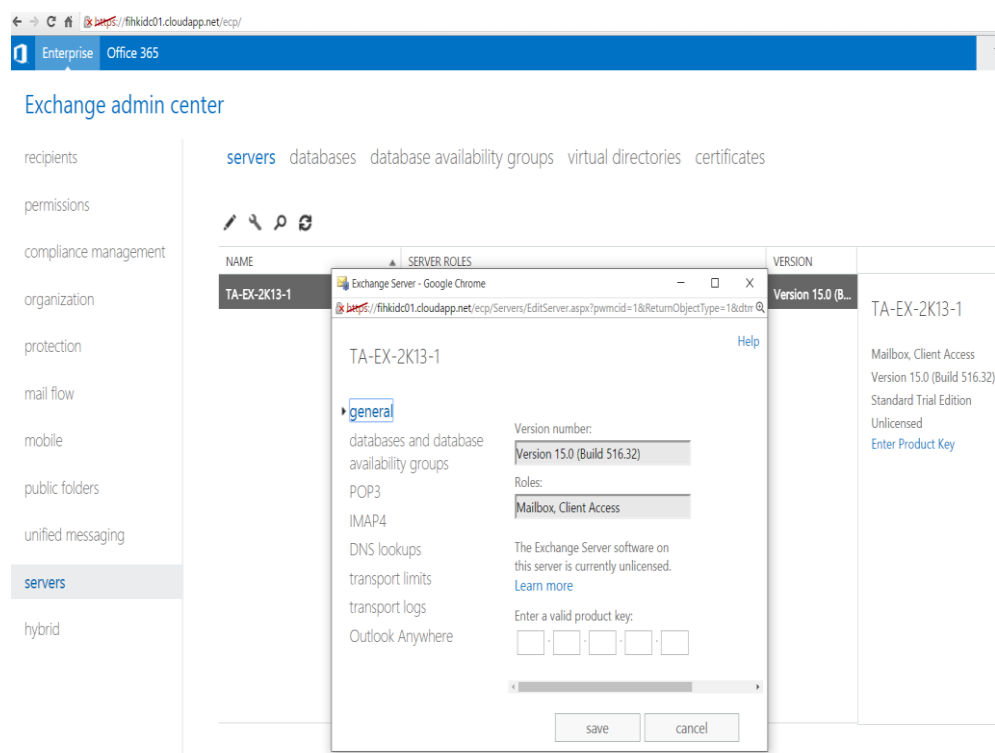 https://fihkidc01.cloudapp.net/ecp/
Enterprise Office 365
Exchange admin center
recipients
permissions
compliance management
organization
protection
mail flow
mobile
public folders
unified messaging
servers
hybrid
servers databases database availability groups virtual directories certificates
NAME SERVER ROLES VERSION
TA-EX-2K13-1 Version 15.0 (B...
Exchange Server - Google Chrome
https://fihkidc01.cloudapp.net/ecp/Servers/EditServer.aspx?pwmcid=1&ReturnObjectType=1&dtm
Help
TA-EX-2K13-1
general
databases and database
availability groups
POP3
IMAP4
DNS lookups
transport limits
transport logs
Outlook Anywhere
Version number:
Version 15.0 (Build 516.32)
Roles:
Mailbox, Client Access
The Exchange Server software on
this server is currently unlicensed.
Learn more
Enter a valid product key:
- - - -
save cancel
TA-EX-2K13-1
Mailbox, Client Access
Version 15.0 (Build 516.32)
Standard Trial Edition
Unlicensed
Enter Product Key